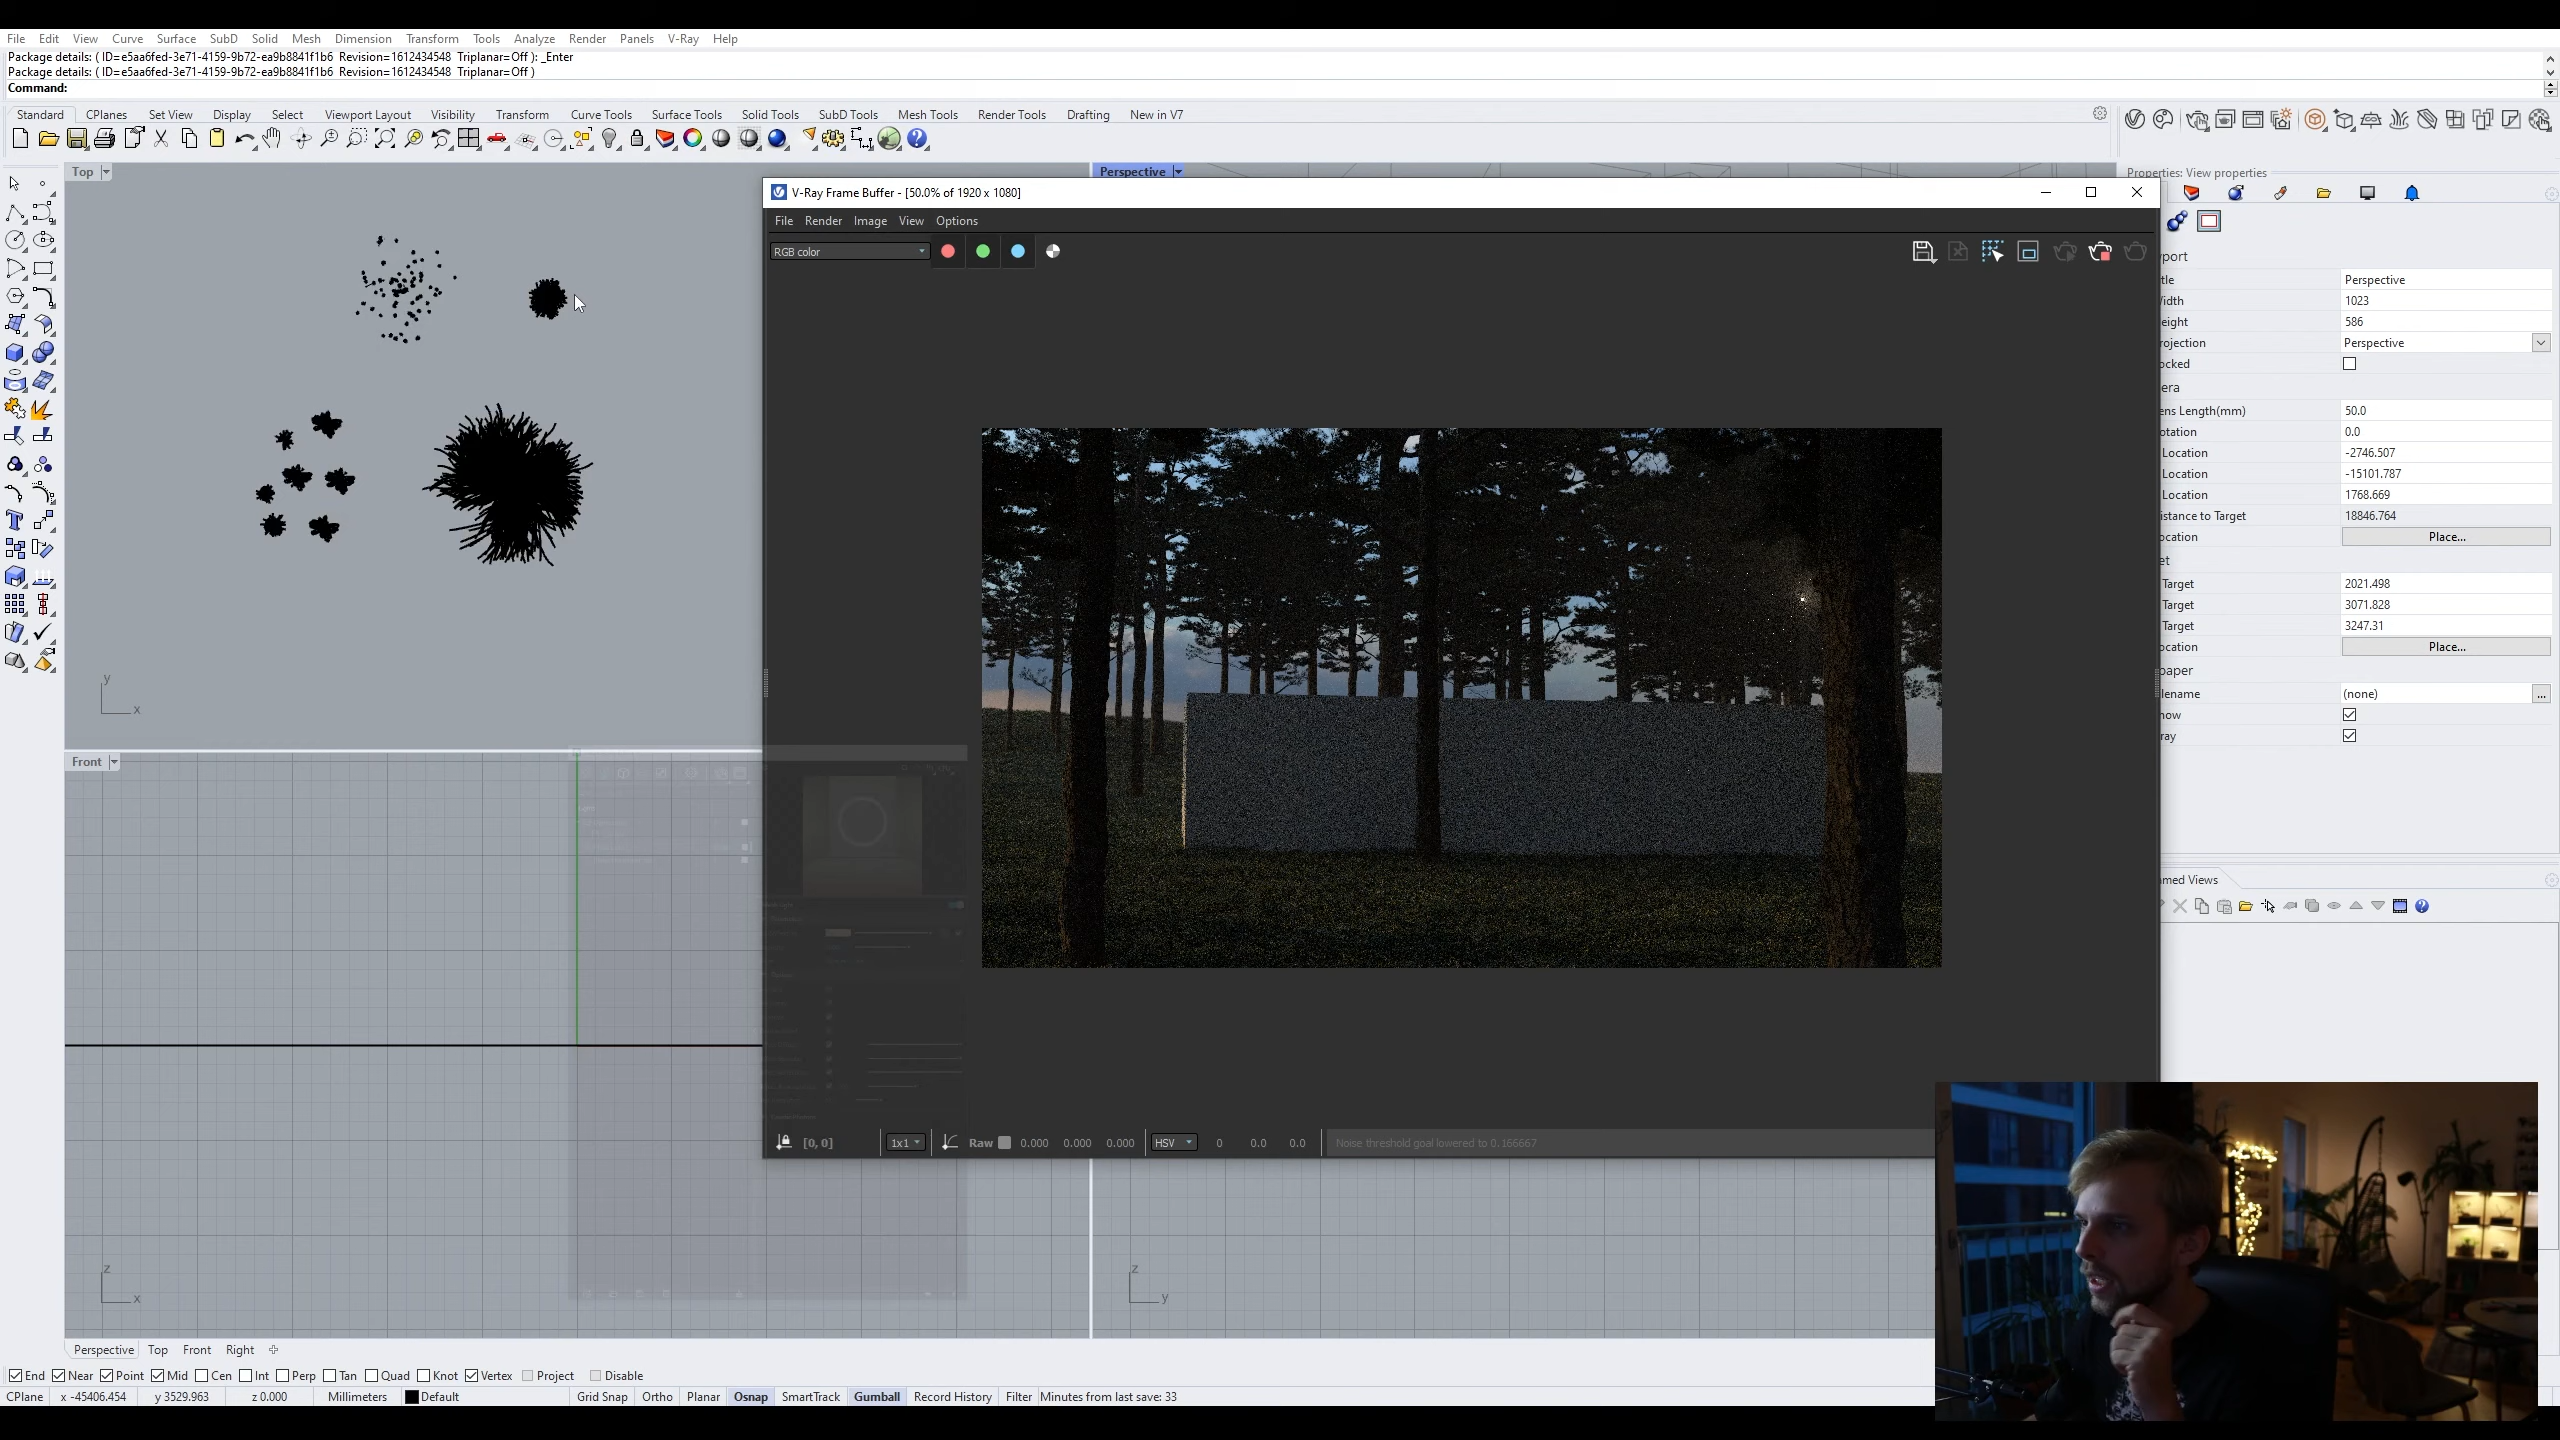 File Edit View Curve Surface SubD Solid Mesh Dimension Transform Tools Analyze Render Panels V-Ray Help
Package details: ( ID=e5aa6fed-3e71-4159-9b72-ea9b8841f1b6 Revision=1612434548 Triplanar=Off ): _Enter
Package details: ( ID=e5aa6fed-3e71-4159-9b72-ea9b8841f1b6 Revision=1612434548 Triplanar=Off )
Command:
Standard CPlanes Set View Display Select Viewport Layout Visibility Transform Curve Tools Surface Tools Solid Tools SubD Tools Mesh Tools Render Tools Drafting New in V7
Top
Perspective
Properties: View properties
V-Ray Frame Buffer - [50.0% of 1920 x 1080]
File Render Image View Options
RGB color
port
tle Perspective
idth 1023
eight 586
rojection Perspective
ocked
era
ens Length(mm) 50.0
otation 0.0
Location -2746.507
Location -15101.787
Location 1768.669
istance to Target 18846.764
ocation Place...
et
Target 2021.498
Target 3071.828
Target 3247.31
ocation Place...
paper
lename (none) ...
how
ray
y
x
Front
med Views
[0, 0] 1x1 Raw 0.000 0.000 0.000 HSV 0 0.0 0.0 Noise threshold goal lowered to 0.166667
z
x
z
y
Perspective Top Front Right
End Near Point Mid Cen Int Perp Tan Quad Knot Vertex Project Disable
CPlane x -45406.454 y 3529.963 z 0.000 Millimeters Default Grid Snap Ortho Planar Osnap SmartTrack Gumball Record History Filter Minutes from last save: 33